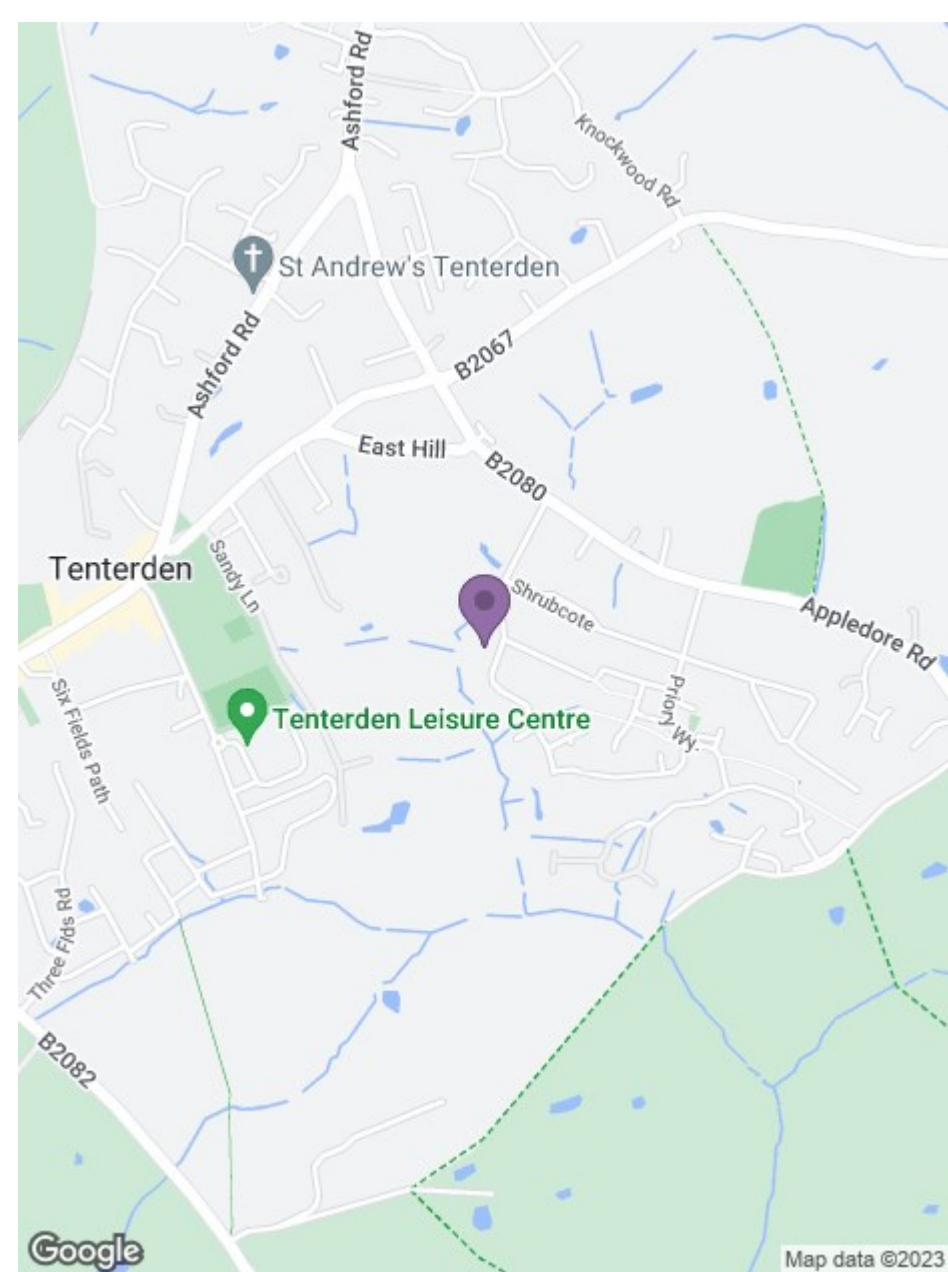 Ashford Rd
Knockwood Rd
St Andrew's Tenterden
Ashford Rd
B2067
East Hill
B2080
Tenterden
Sandy Ln
Shrubcote
Appledore Rd
Six Fields Path
Priory Wy.
Tenterden Leisure Centre
Three Flds Rd
B2082
Google
Map data ©2023